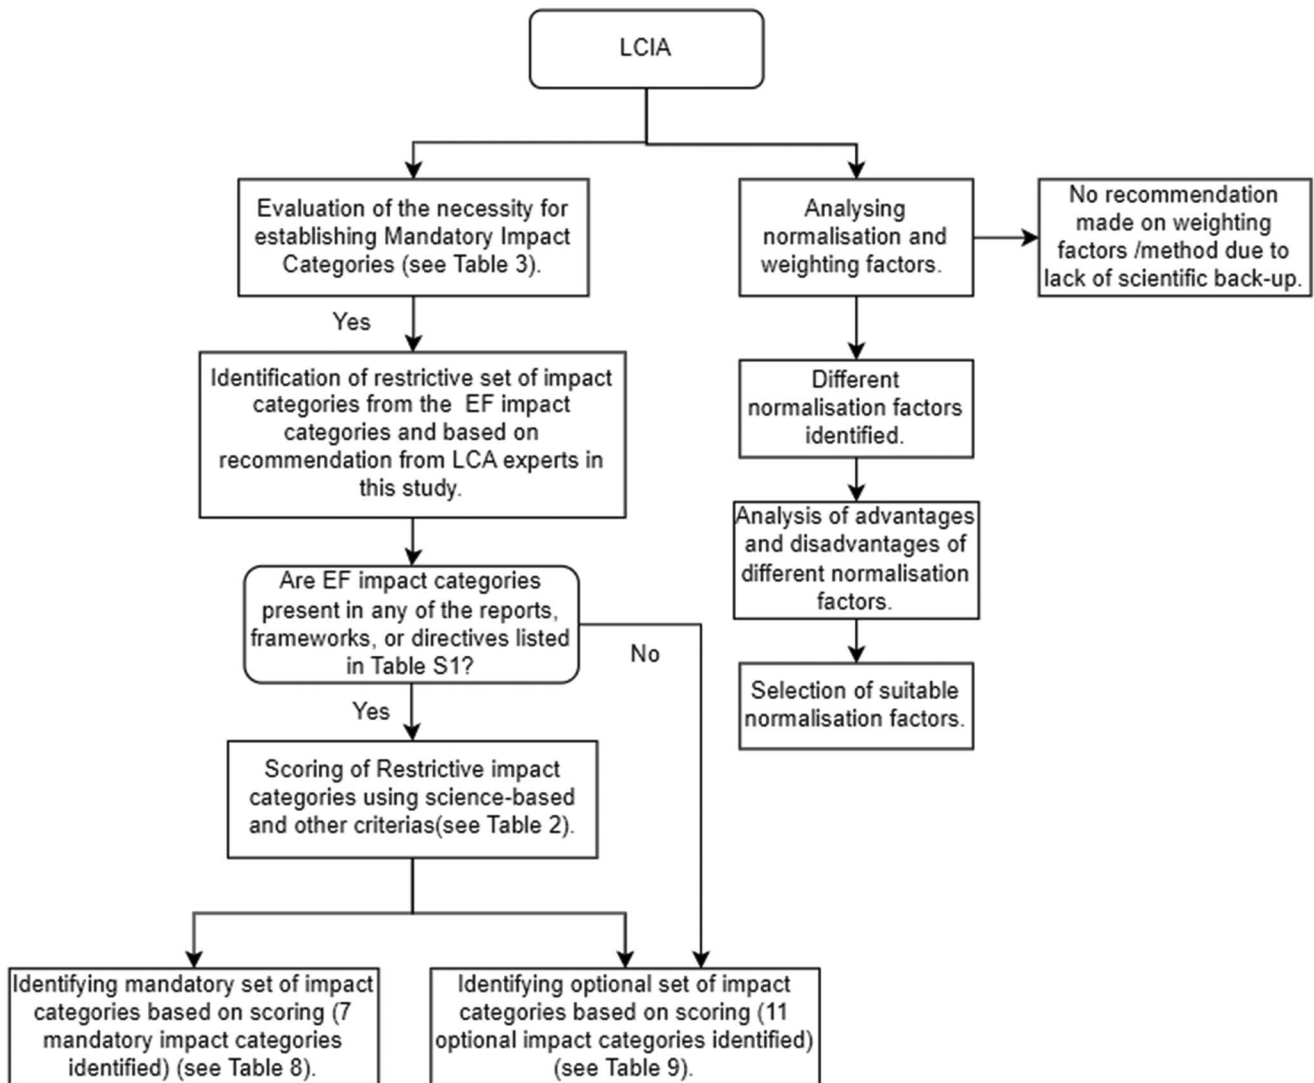 LCIA
Evaluation of the necessity for
establishing Mandatory Impact
Categories (see Table 3).
Yes
Identification of restrictive set of impact
categories from the EF impact
categories and based on
recommendation from LCA experts in
this study.
Are EF impact categories
present in any of the reports,
frameworks, or directives listed
in Table S1?
No
Yes
Scoring of Restrictive impact
categories using science-based
and other criterias(see Table 2).
Identifying mandatory set of impact
categories based on scoring (7
mandatory impact categories
identified) (see Table 8).
Identifying optional set of impact
categories based on scoring (11
optional impact categories identified)
(see Table 9).
Analysing
normalisation and
weighting factors.
No recommendation
made on weighting
factors /method due to
lack of scientific back-up.
Different
normalisation factors
identified.
Analysis of advantages
and disadvantages of
different normalisation
factors.
Selection of suitable
normalisation factors.